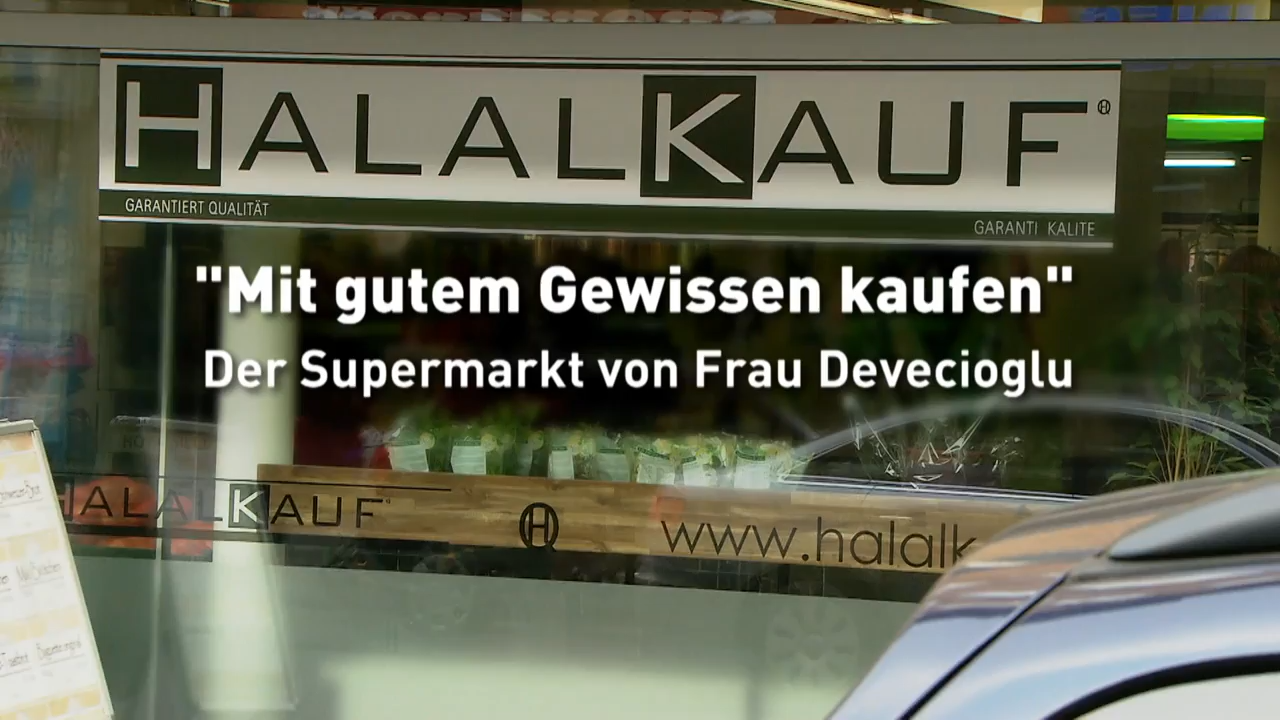 HALALKAUF
GARANTIERT QUALITÄT
GARANTI KALITE
"Mit gutem Gewissen kaufen"
Der Supermarkt von Frau Devecioglu
HALALKAUF
www.halalk